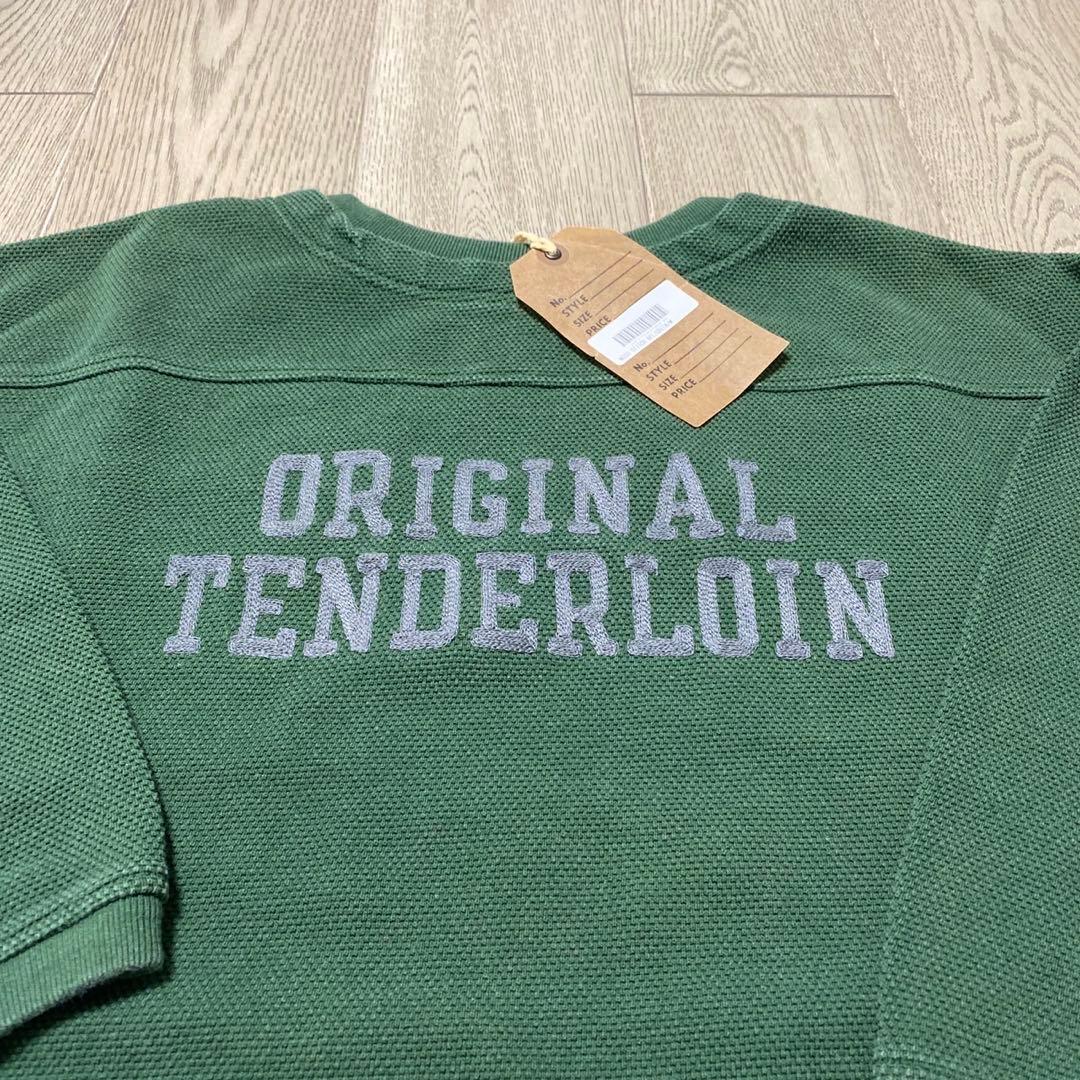 No.
STYLE
SIZE
PRICE
No.
STYLE
SIZE
PRICE
ORIGINAL
TENDERLOIN